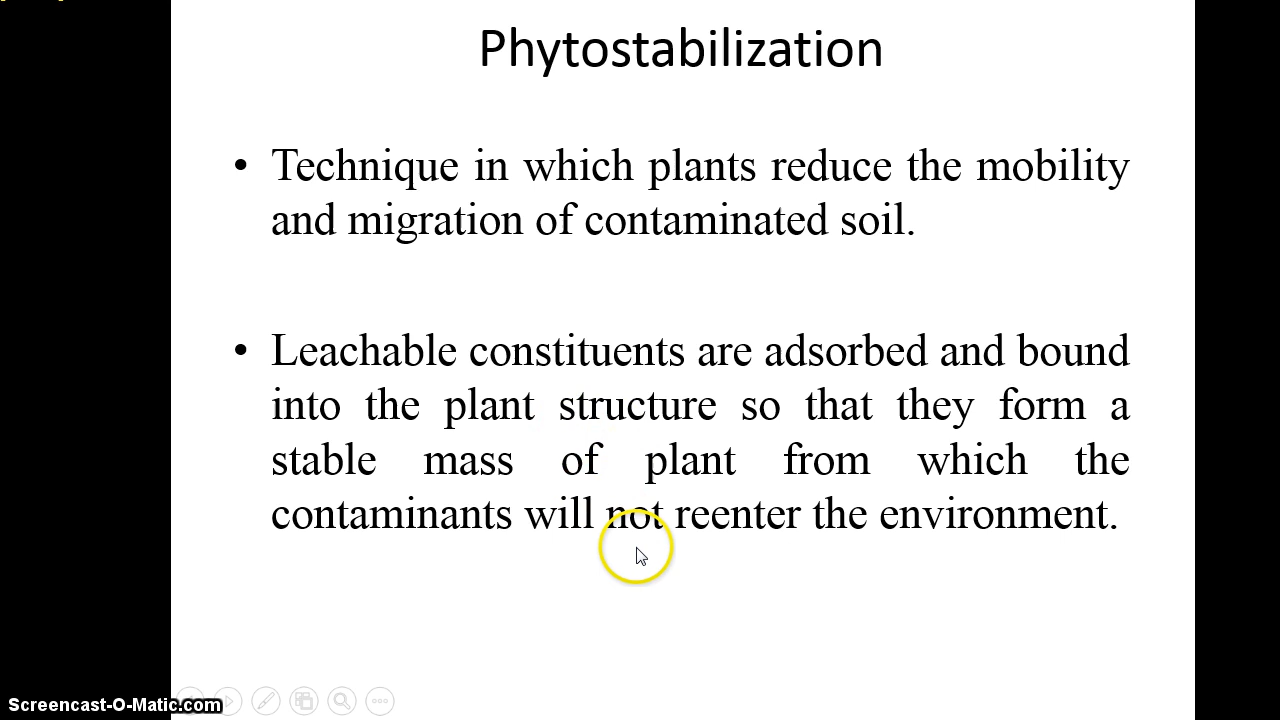 Phytostabilization
• Technique in which plants reduce the mobility
and migration of contaminated soil.
• Leachable constituents are adsorbed and bound
into the plant structure so that they form a
stable mass of plant from which the
contaminants will not reenter the environment.
Screencast-O-Matic.com